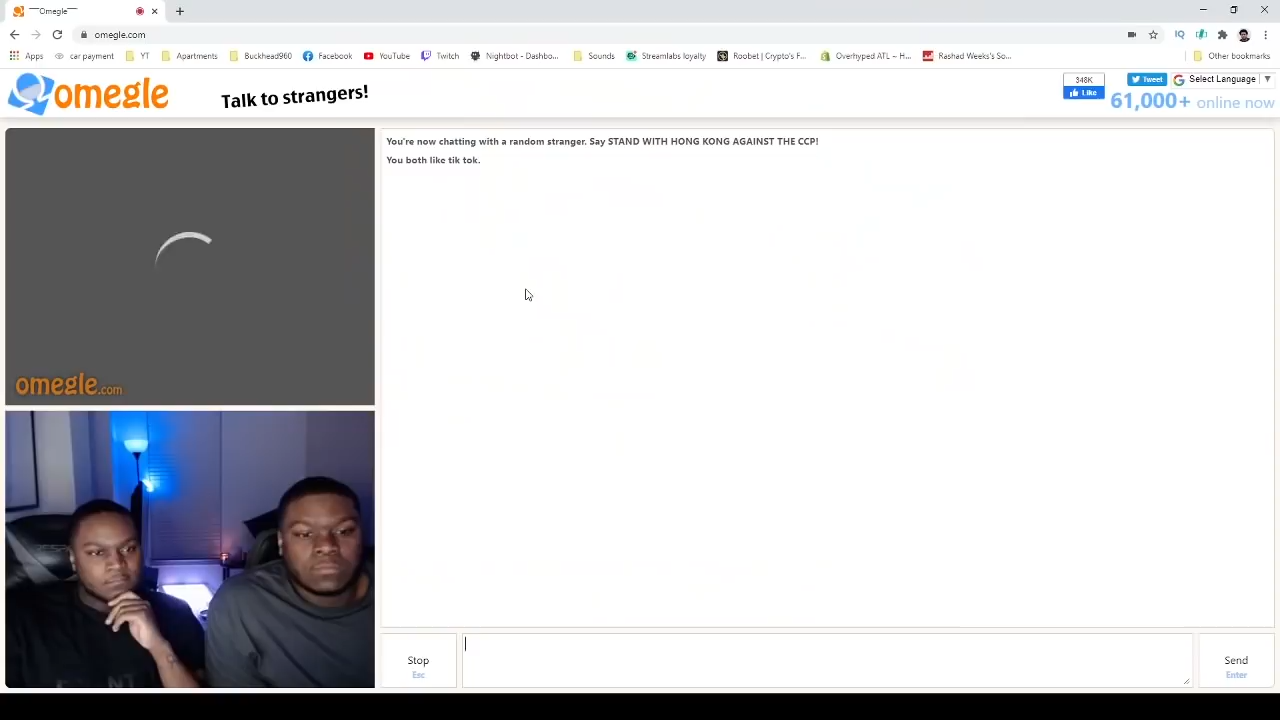 Omegle
omegle.com
Apps
car payment
YT
Apartments
Buckhead960
Facebook
YouTube
Twitch
Nightbot - Dashbo...
Sounds
Streamlabs loyalty
Roobet | Crypto's F...
Overhyped ATL ~ H...
Rashad Weeks's So...
Other bookmarks
omegle
Talk to strangers!
348K
Like
Tweet
G Select Language ▼
61,000+ online now
You're now chatting with a random stranger. Say STAND WITH HONG KONG AGAINST THE CCP!
You both like tik tok.
omegle.com
Stop
Esc
Send
Enter